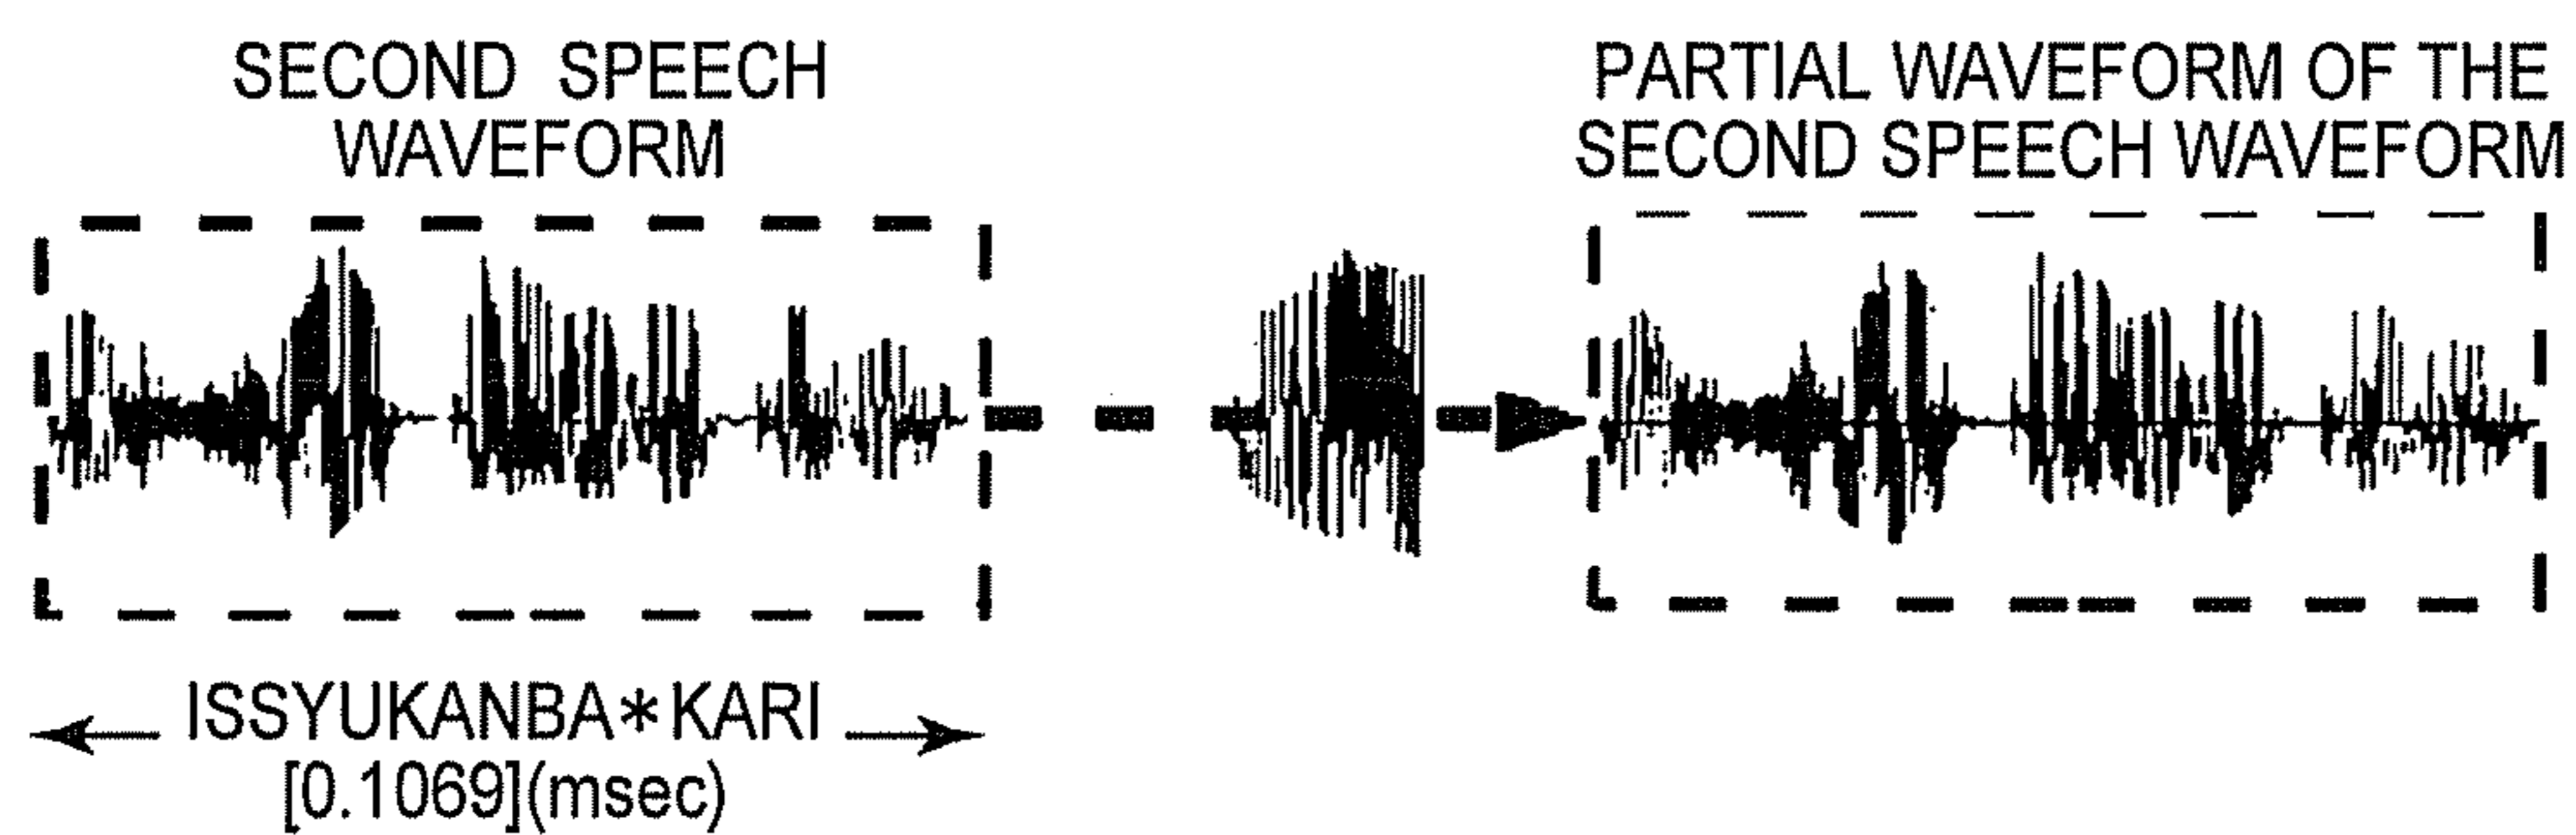 SECOND SPEECH
WAVEFORM
PARTIAL WAVEFORM OF THE
SECOND SPEECH WAVEFORM
ISSYUKANBA*KARI
[0.1069](msec)